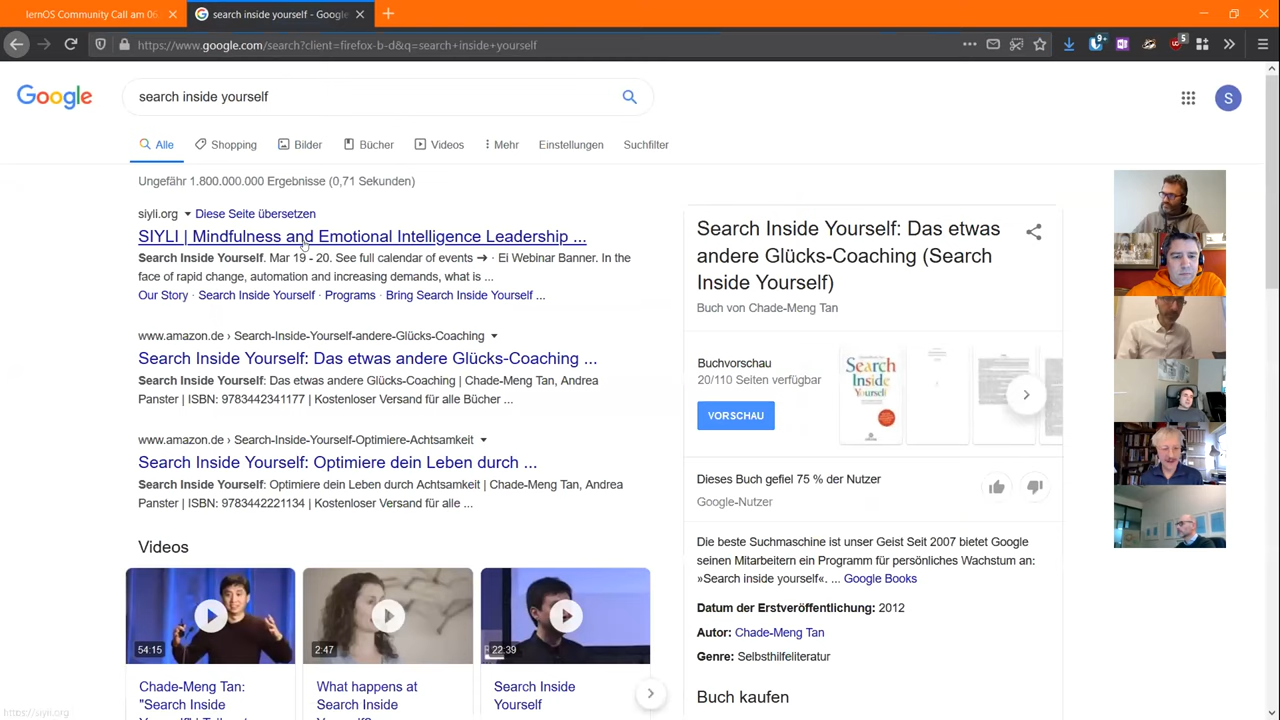 lernOS Community Call am 06
search inside yourself - Google
https://www.google.com/search?client=firefox-b-d&q=search+inside+yourself
9+
5
Google
search inside yourself
S
Alle
Shopping
Bilder
Bücher
Videos
Mehr
Einstellungen
Suchfilter
Ungefähr 1.800.000.000 Ergebnisse (0,71 Sekunden)
siyli.org Diese Seite übersetzen
SIYLI | Mindfulness and Emotional Intelligence Leadership ...
Search Inside Yourself. Mar 19 - 20. See full calendar of events ➔ · Ei Webinar Banner. In the
face of rapid change, automation and increasing demands, what is ...
Our Story · Search Inside Yourself · Programs · Bring Search Inside Yourself ...
www.amazon.de › Search-Inside-Yourself-andere-Glücks-Coaching
Search Inside Yourself: Das etwas andere Glücks-Coaching ...
Search Inside Yourself: Das etwas andere Glücks-Coaching | Chade-Meng Tan, Andrea
Panster | ISBN: 9783442341177 | Kostenloser Versand für alle Bücher ...
www.amazon.de › Search-Inside-Yourself-Optimiere-Achtsamkeit
Search Inside Yourself: Optimiere dein Leben durch ...
Search Inside Yourself: Optimiere dein Leben durch Achtsamkeit | Chade-Meng Tan, Andrea
Panster | ISBN: 9783442221134 | Kostenloser Versand für alle ...
Videos
54:15
2:47
22:39
Chade-Meng Tan:
"Search Inside
What happens at
Search Inside
Search Inside
Yourself
https://siyli.org
Search Inside Yourself: Das etwas
andere Glücks-Coaching (Search
Inside Yourself)
Buch von Chade-Meng Tan
Buchvorschau
20/110 Seiten verfügbar
VORSCHAU
Search
Inside
Yourself
Dieses Buch gefiel 75 % der Nutzer
Google-Nutzer
Die beste Suchmaschine ist unser Geist Seit 2007 bietet Google
seinen Mitarbeitern ein Programm für persönliches Wachstum an:
»Search inside yourself«. ... Google Books
Datum der Erstveröffentlichung: 2012
Autor: Chade-Meng Tan
Genre: Selbsthilfeliteratur
Buch kaufen